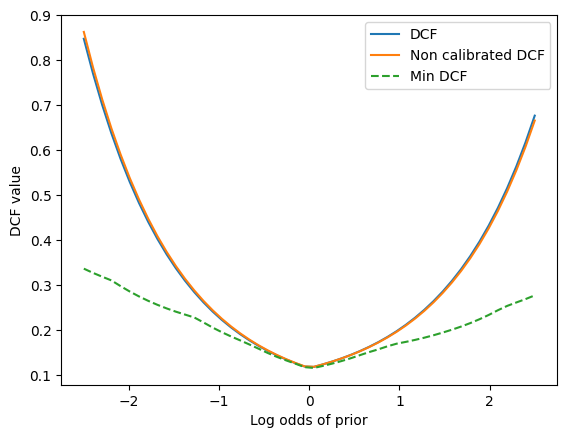 DCF
Non calibrated DCF
Min DCF
0.9
0.8
0.7
0.6
0.5
0.4
0.3
0.2
0.1
DCF value
−2
−1
0
1
2
Log odds of prior